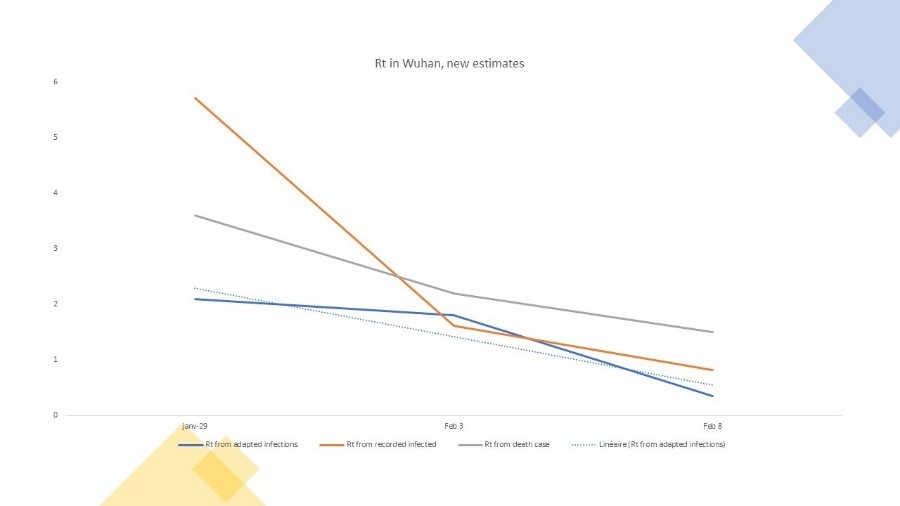 Rt in Wuhan, new estimates
6
5
4
3
2
1
0
Janv-29 Feb 3 Feb 8
Rt from adapted infections Rt from recorded infected Rt from death case Linéaire (Rt from adapted infections)